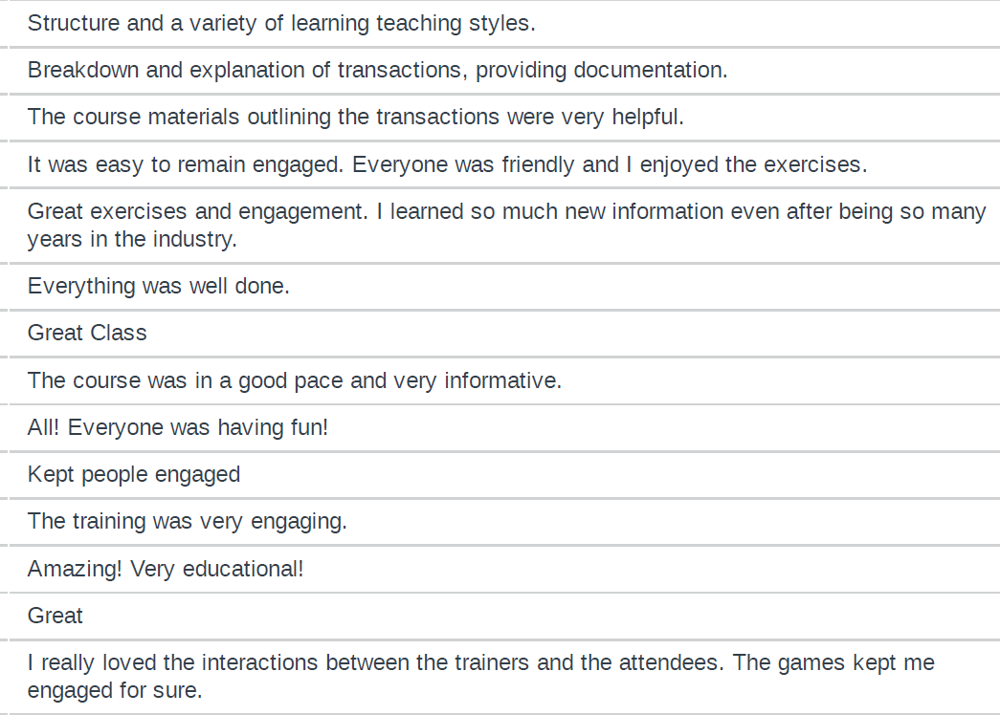 Structure and a variety of learning teaching styles.
Breakdown and explanation of transactions, providing documentation.
The course materials outlining the transactions were very helpful.
It was easy to remain engaged. Everyone was friendly and I enjoyed the exercises.
Great exercises and engagement. I learned so much new information even after being so many
years in the industry.
Everything was well done.
Great Class
The course was in a good pace and very informative.
All! Everyone was having fun!
Kept people engaged
The training was very engaging.
Amazing! Very educational!
Great
I really loved the interactions between the trainers and the attendees. The games kept me
engaged for sure.